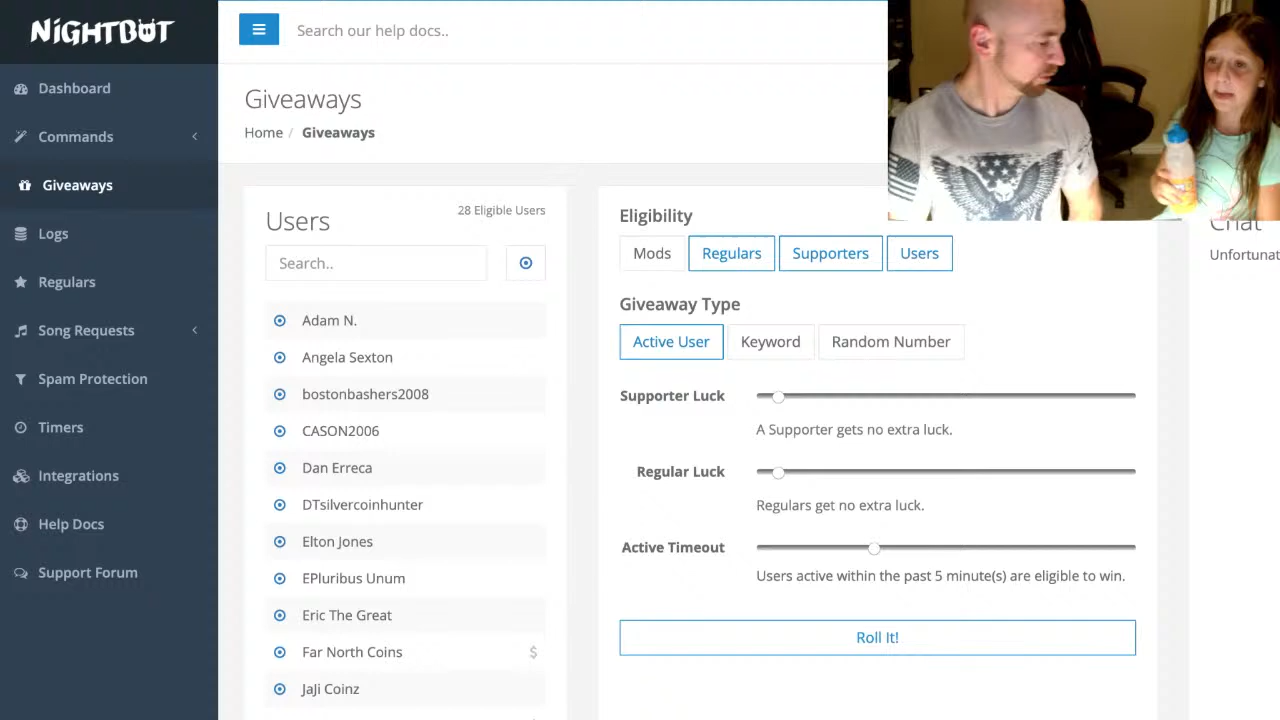 NiGHTBOT
Dashboard
Commands
Giveaways
Logs
Regulars
Song Requests
Spam Protection
Timers
Integrations
Help Docs
Support Forum
Search our help docs..
Giveaways
Home / Giveaways
Users
28 Eligible Users
Search..
Adam N.
Angela Sexton
bostonbashers2008
CASON2006
Dan Erreca
DTsilvercoinhunter
Elton Jones
EPluribus Unum
Eric The Great
Far North Coins $
JaJi Coinz
Eligibility
Mods Regulars Supporters Users
Giveaway Type
Active User Keyword Random Number
Supporter Luck
A Supporter gets no extra luck.
Regular Luck
Regulars get no extra luck.
Active Timeout
Users active within the past 5 minute(s) are eligible to win.
Roll It!
Chat
Unfortunat